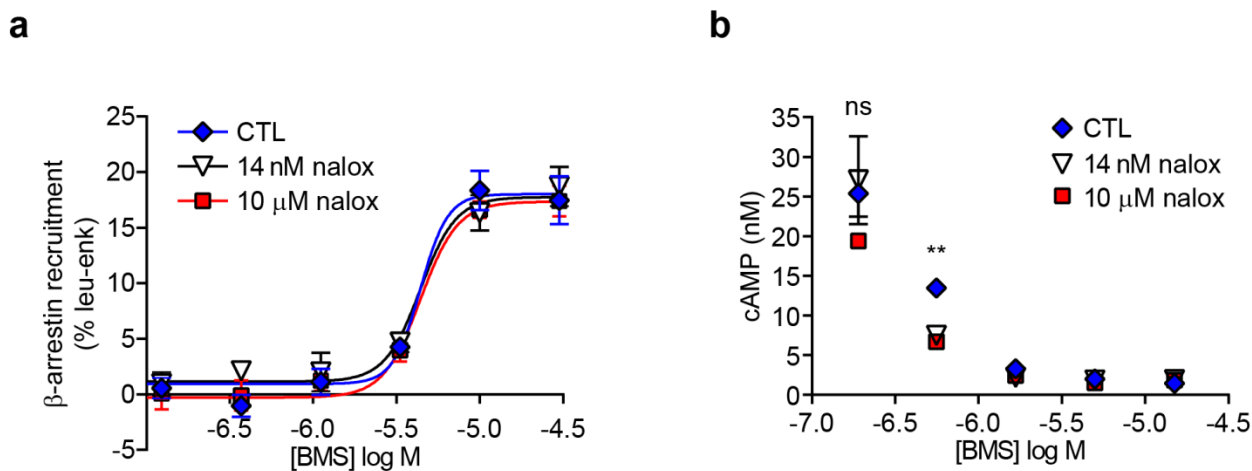 a
β-arrestin recruitment
(% leu-enk)
25
20
15
10
5
0
-5
CTL
14 nM nalox
10 μM nalox
-6.5
-6.0
-5.5
-5.0
-4.5
[BMS] log M
b
cAMP (nM)
35
30
25
20
15
10
5
0
ns
**
CTL
14 nM nalox
10 μM nalox
-7.0
-6.5
-6.0
-5.5
-5.0
-4.5
[BMS] log M